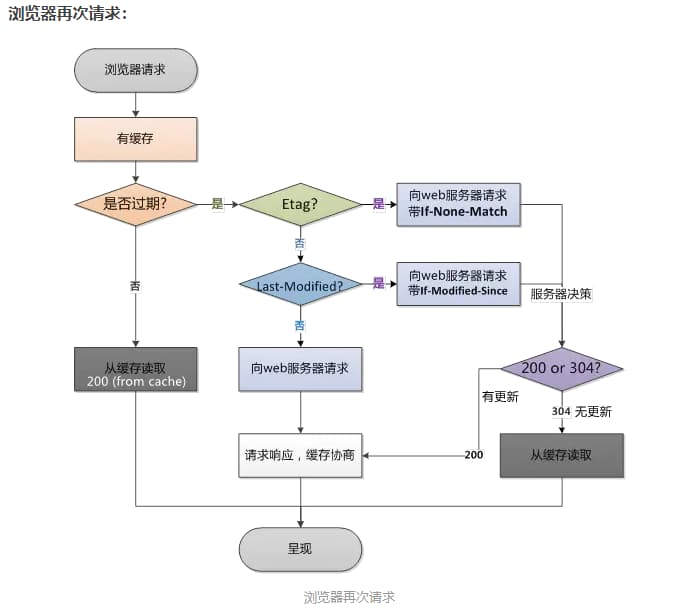 浏览器再次请求：
浏览器请求
有缓存
是否过期?
是
Etag?
是
向web服务器请求
带If-None-Match
否
否
Last-Modified?
是
向web服务器请求
带If-Modified-Since
服务器决策
否
从缓存读取
200 (from cache)
向web服务器请求
200 or 304?
有更新
304 无更新
请求响应，缓存协商
200
从缓存读取
呈现
浏览器再次请求